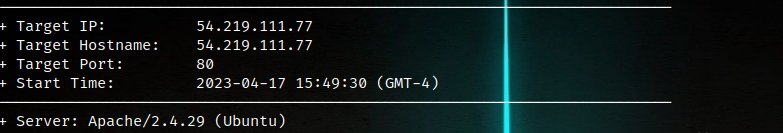 + Target IP: 54.219.111.77
+ Target Hostname: 54.219.111.77
+ Target Port: 80
+ Start Time: 2023-04-17 15:49:30 (GMT-4)
+ Server: Apache/2.4.29 (Ubuntu)